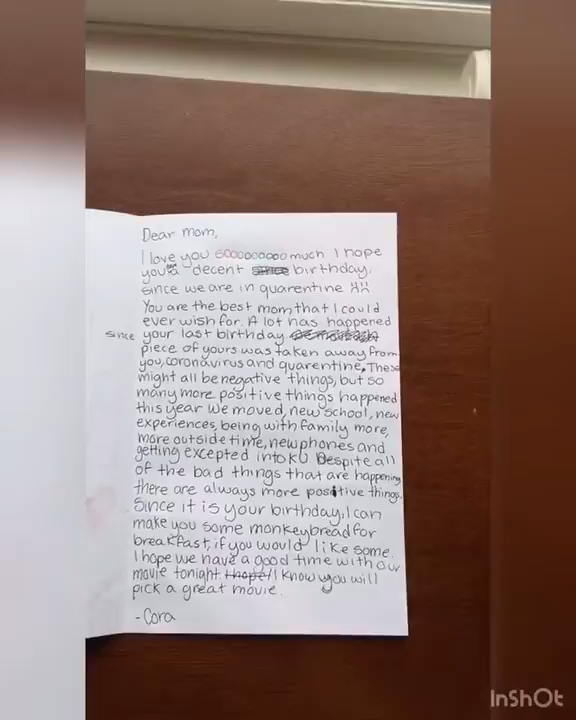 Dear mom,
I love you soooooooooo much I hope
you a decent birthday.
since we are in quarentine
You are the best mom that I could
ever wish for. A lot has happened
since your last birthday
piece of yours was taken away from
you, coronavirus and quarentine. These
might all be negative things, but so
many more positive things happened
this year we moved, new school, new
experiences, being with family more,
more outside time, new phones and
getting excepted into KU Despite all
of the bad things that are happening
there are always more positive things.
Since it is your birthday, I can
make you some monkeybread for
breakfast, if you would like some.
I hope we have a good time with our
movie tonight. I hope I know you will
pick a great movie.
-Cora
InShOt